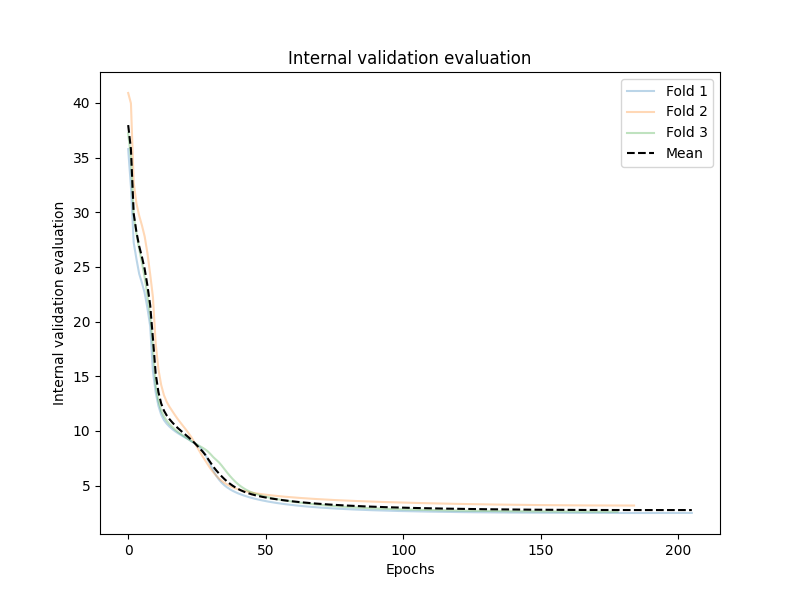 Internal validation evaluation
Internal validation evaluation
40
35
30
25
20
15
10
5
0
50
100
150
200
Epochs
Fold 1
Fold 2
Fold 3
Mean